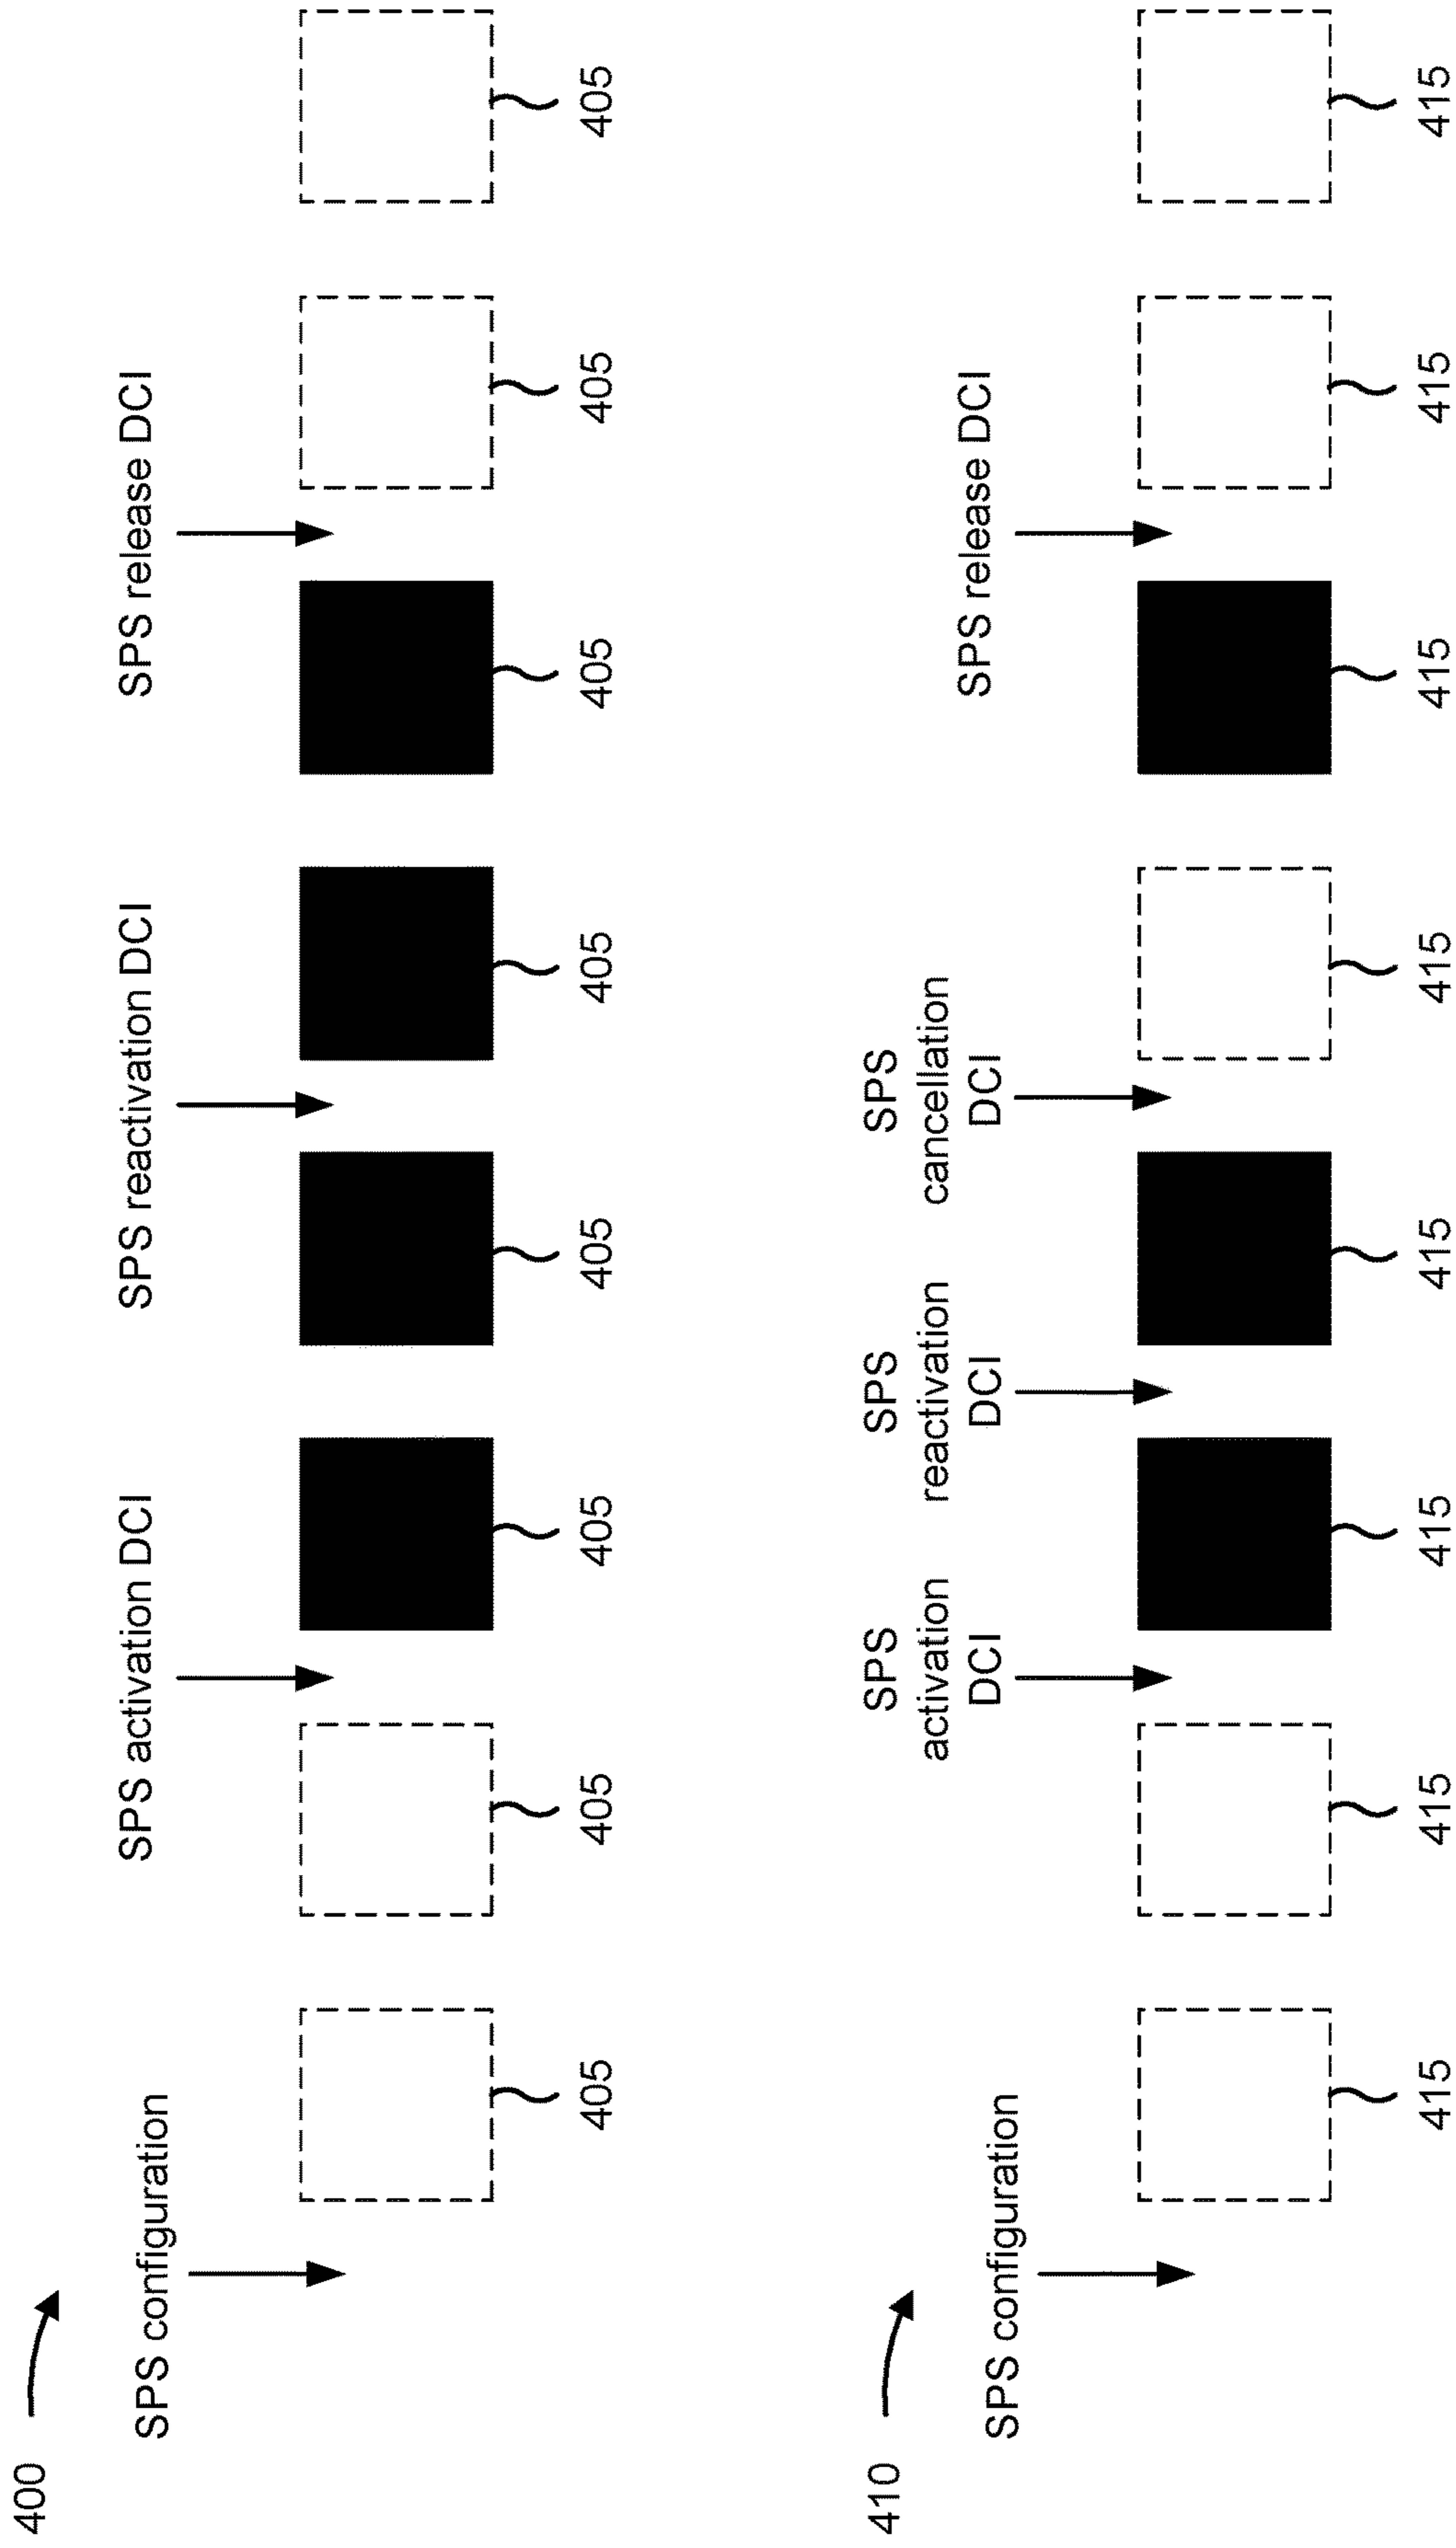 400
SPS configuration
SPS activation DCI
SPS reactivation DCI
SPS release DCI
405
405
405
405
405
405
405
405
410
SPS configuration
SPS
activation
DCI
SPS
reactivation
DCI
SPS
cancellation
DCI
SPS release DCI
415
415
415
415
415
415
415
415